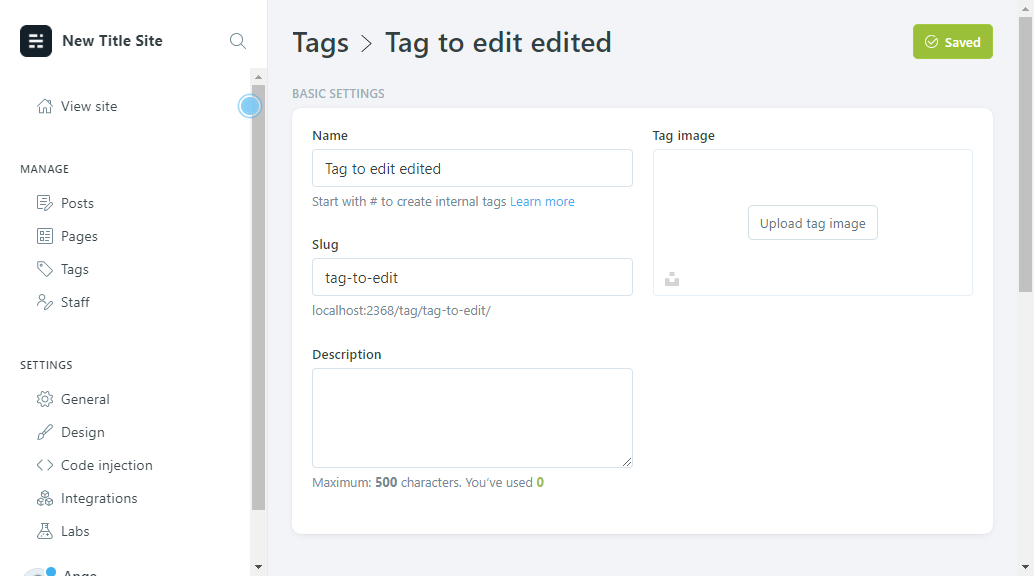 New Title Site
View site
MANAGE
Posts
Pages
Tags
Staff
SETTINGS
General
Design
Code injection
Integrations
Labs
Ange
Tags > Tag to edit edited
Saved
BASIC SETTINGS
Name
Tag to edit edited
Start with # to create internal tags Learn more
Slug
tag-to-edit
localhost:2368/tag/tag-to-edit/
Description
Maximum: 500 characters. You've used 0
Tag image
Upload tag image